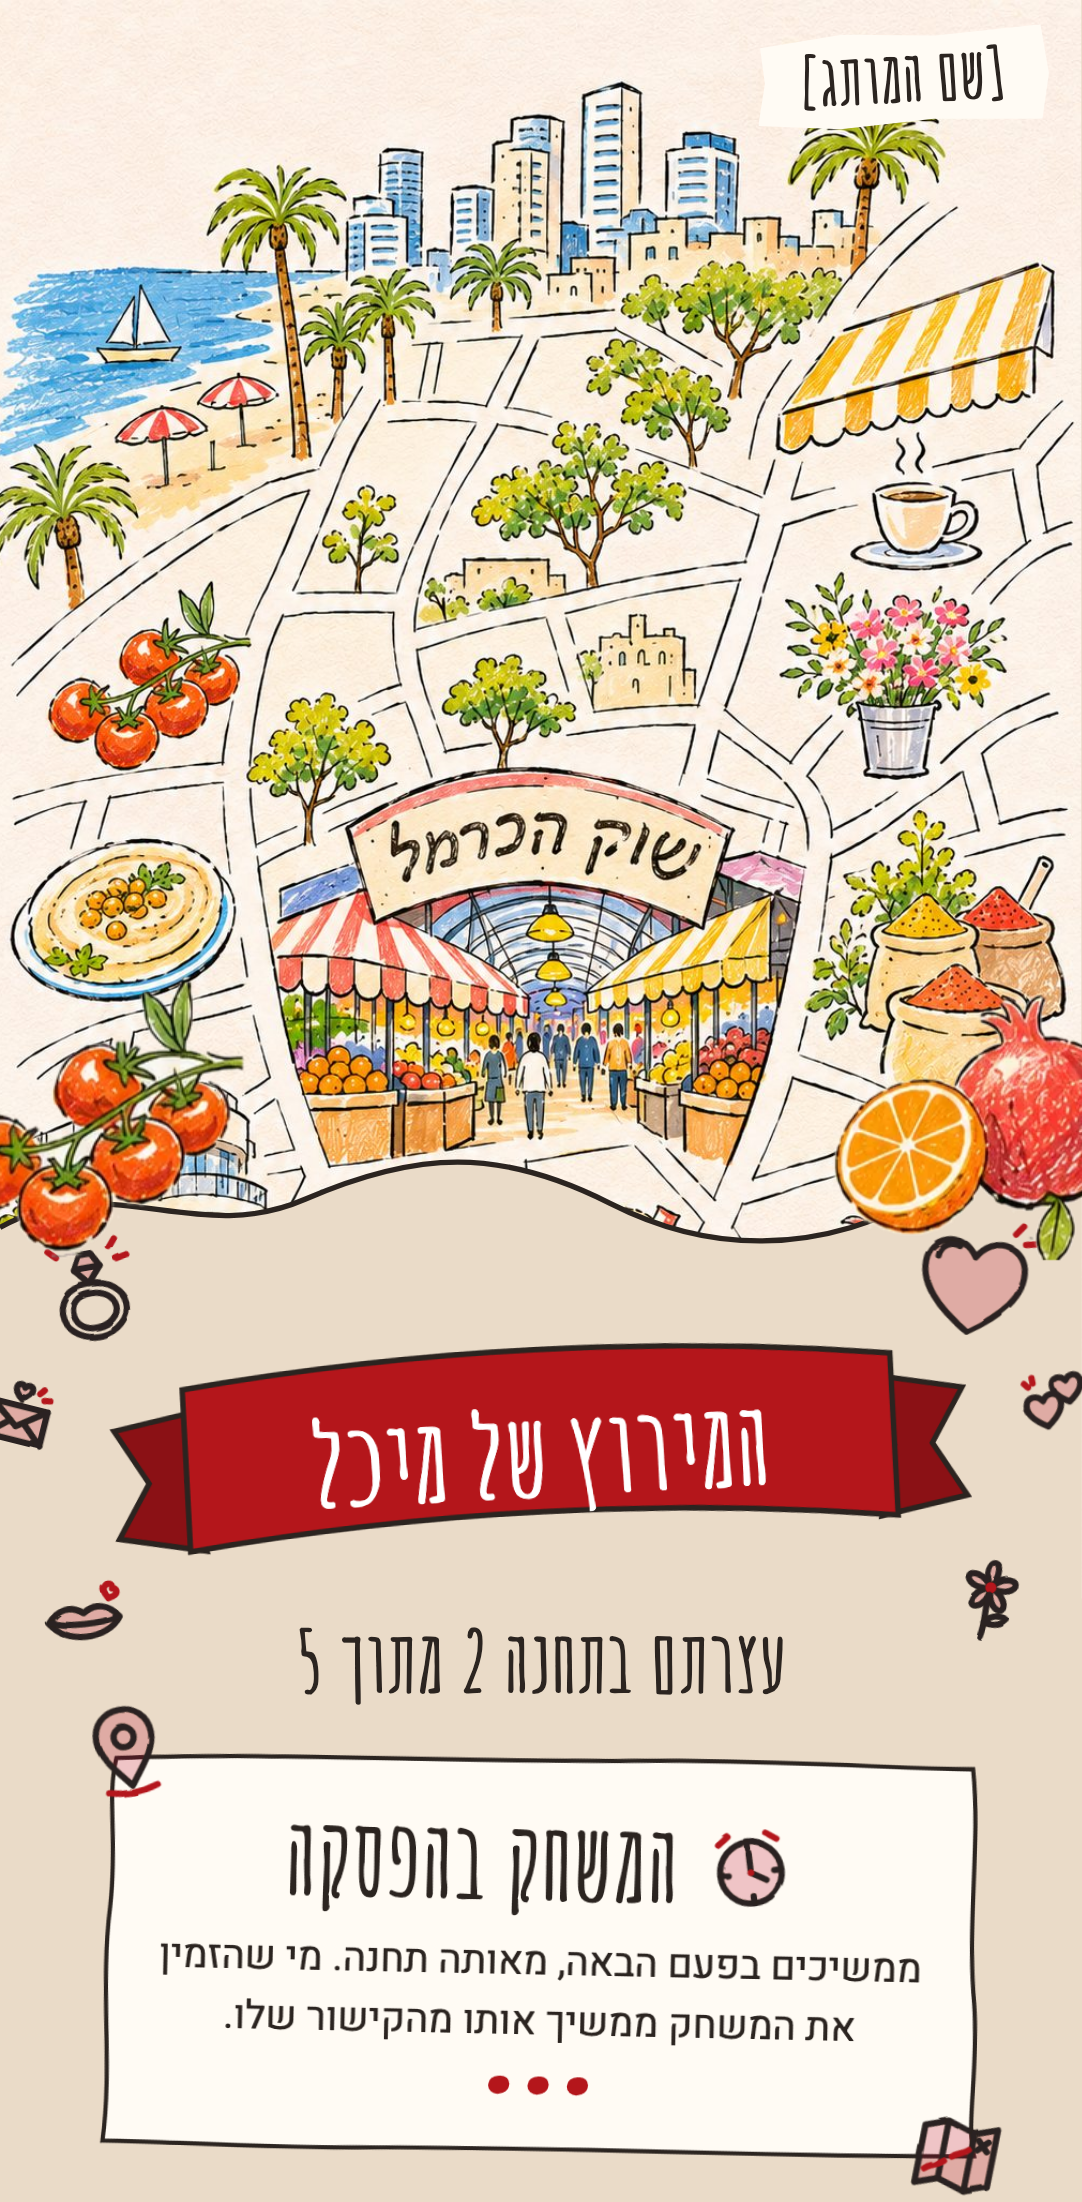 [שם המותג]
שוק הכרמל
המירוץ של מיכל
עצרתם בתחנה 2 מתוך 5
המשחק בהפסקה
ממשיכים בפעם הבאה, מאותה תחנה. מי שהזמין
את המשחק ממשיך אותו מהקישור שלו.